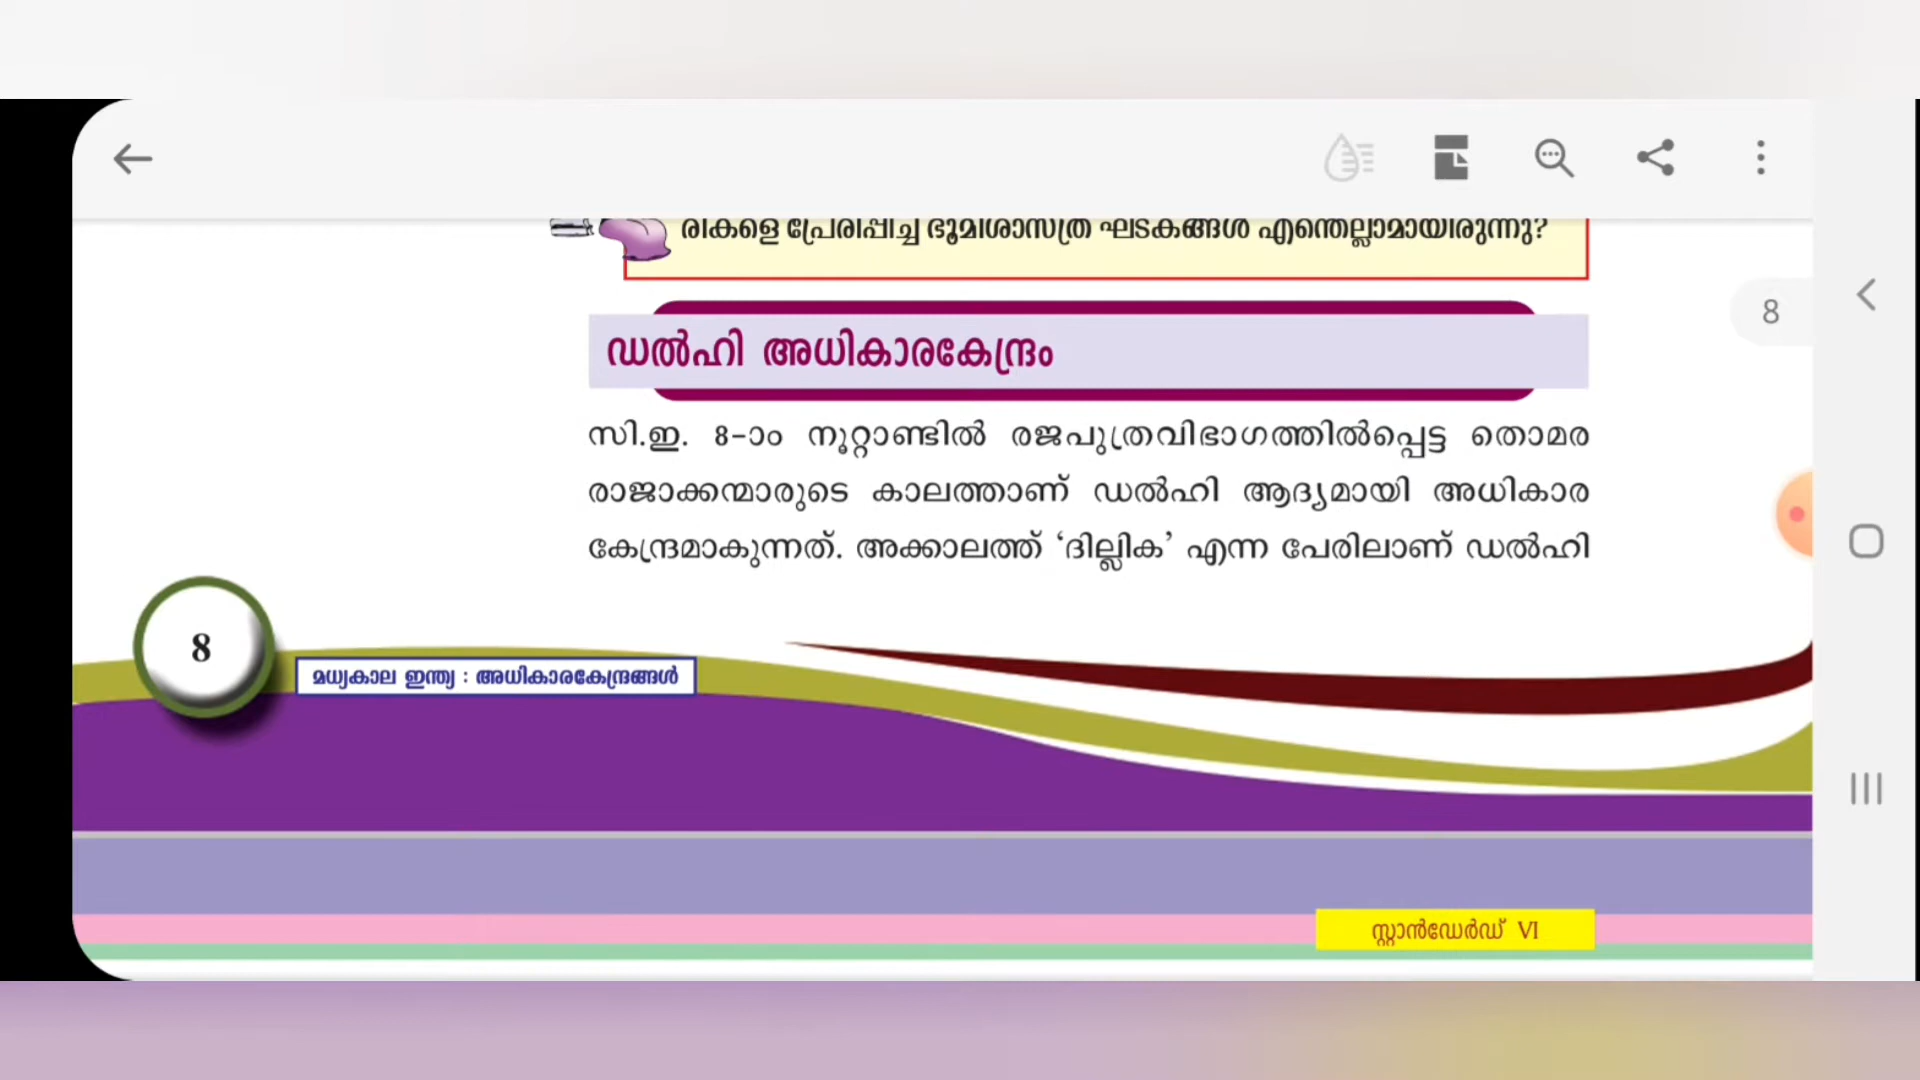 രികളെ പ്രേരിപ്പിച്ച ഭൂമിശാസ്ത്ര ഘടകങ്ങൾ എന്തെല്ലാമായിരുന്നു?
ഡൽഹി അധികാരകേന്ദ്രം
8
സി.ഇ. 8-ാം നൂറ്റാണ്ടിൽ രജപുത്രവിഭാഗത്തിൽപ്പെട്ട തൊമര
രാജാക്കന്മാരുടെ കാലത്താണ് ഡൽഹി ആദ്യമായി അധികാര
കേന്ദ്രമാകുന്നത്. അക്കാലത്ത് ‘ദില്ലിക’ എന്ന പേരിലാണ് ഡൽഹി
8
മധ്യകാല ഇന്ത്യ : അധികാരകേന്ദ്രങ്ങൾ
സ്റ്റാൻഡേർഡ് VI